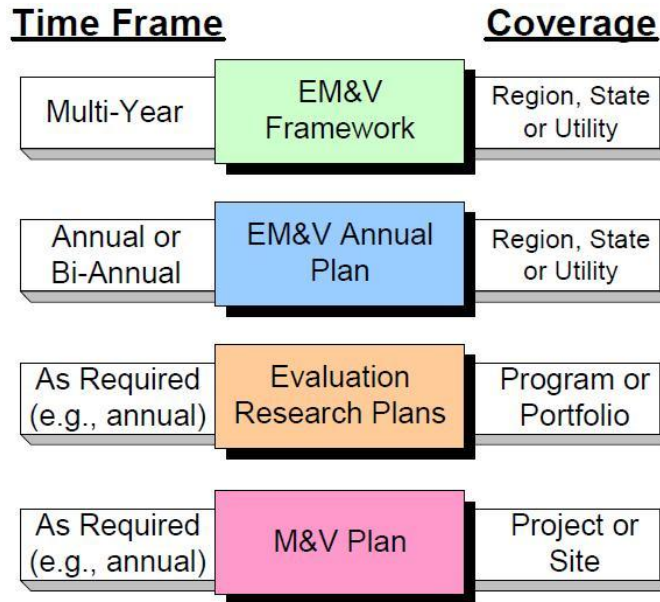 Time Frame
Coverage
Multi-Year
EM&V
Framework
Region, State
or Utility
Annual or
Bi-Annual
EM&V Annual
Plan
Region, State
or Utility
As Required
(e.g., annual)
Evaluation
Research Plans
Program or
Portfolio
As Required
(e.g., annual)
M&V Plan
Project or
Site